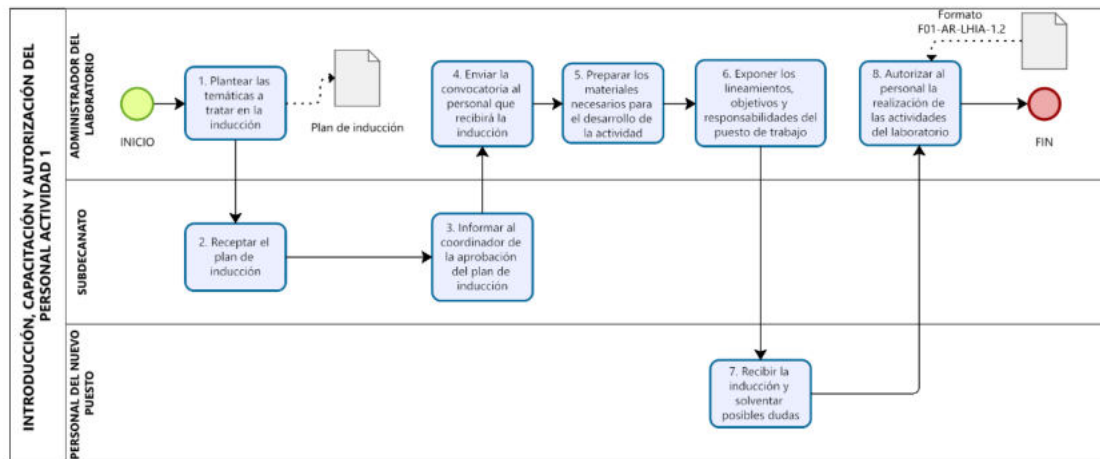 INTRODUCCIÓN, CAPACITACIÓN Y AUTORIZACIÓN DEL
PERSONAL ACTIVIDAD 1
ADMINISTRADOR DEL
LABORATORIO
INICIO
1. Plantear las
temáticas a
tratar en la
inducción
Plan de inducción
4. Enviar la
convocatoria al
personal que
recibirá la
inducción
5. Preparar los
materiales
necesarios para
el desarrollo de
la actividad
6. Exponer los
lineamientos,
objetivos y
responsabilidades del
puesto de trabajo
Formato
F01-AR-LHIA-1.2
8. Autorizar al
personal la
realización de
las actividades
del laboratorio
FIN
SUBDECANATO
2. Receptar el
plan de
inducción
3. Informar al
coordinador de
la aprobación
del plan de
inducción
PERSONAL DEL NUEVO
PUESTO
7. Recibir la
inducción y
solventar
posibles dudas